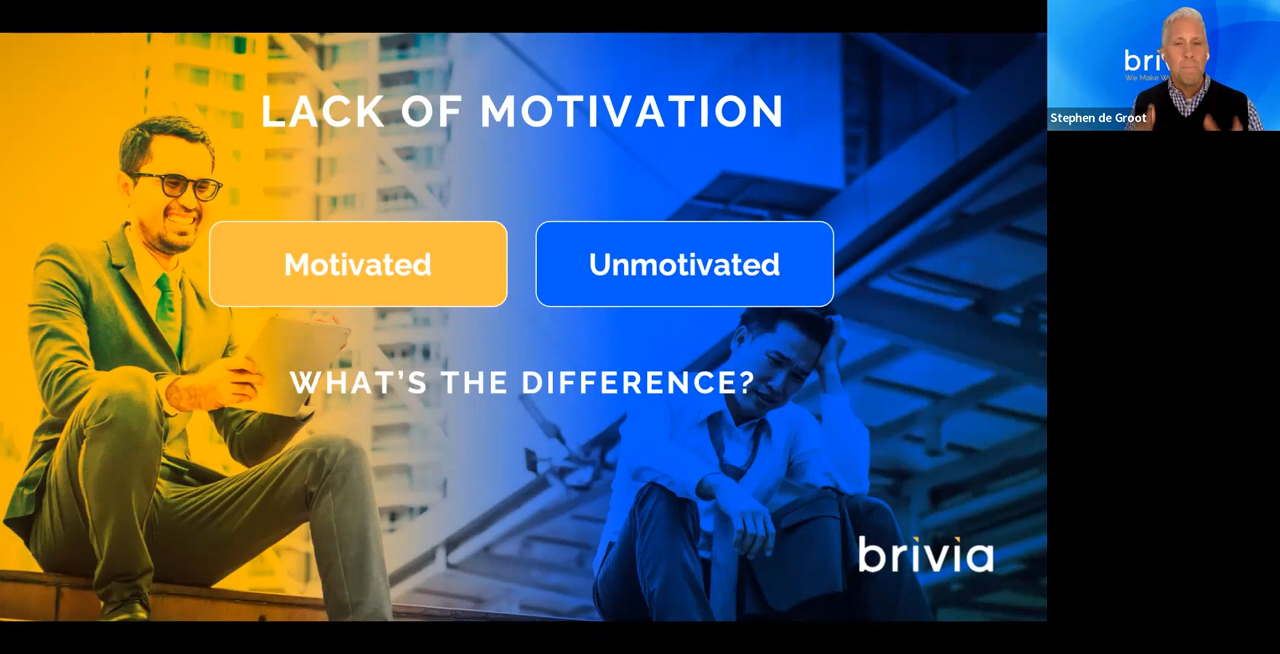 LACK OF MOTIVATION
Motivated
Unmotivated
WHAT'S THE DIFFERENCE?
brivia
Stephen de Groot